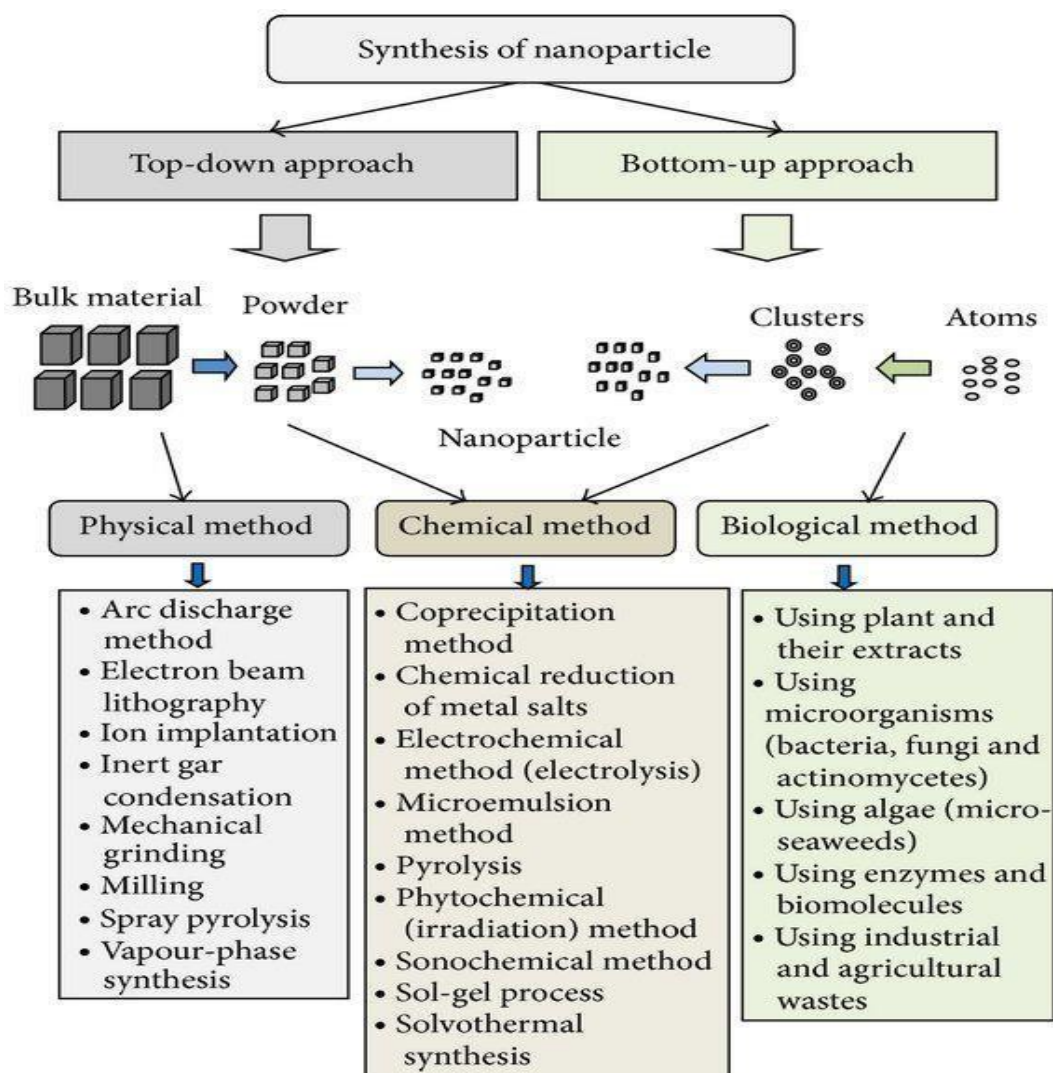 Synthesis of nanoparticle
Top-down approach
Bottom-up approach
Bulk material
Powder
Clusters
Atoms
Nanoparticle
Physical method
Chemical method
Biological method
• Arc discharge
method
• Electron beam
lithography
• Ion implantation
• Inert gar
condensation
• Mechanical
grinding
• Milling
• Spray pyrolysis
• Vapour-phase
synthesis
• Coprecipitation
method
• Chemical reduction
of metal salts
• Electrochemical
method (electrolysis)
• Microemulsion
method
• Pyrolysis
• Phytochemical
(irradiation) method
• Sonochemical method
• Sol-gel process
• Solvothermal
synthesis
• Using plant and
their extracts
• Using
microorganisms
(bacteria, fungi and
actinomycetes)
• Using algae (micro-
seaweeds)
• Using enzymes and
biomolecules
• Using industrial
and agricultural
wastes